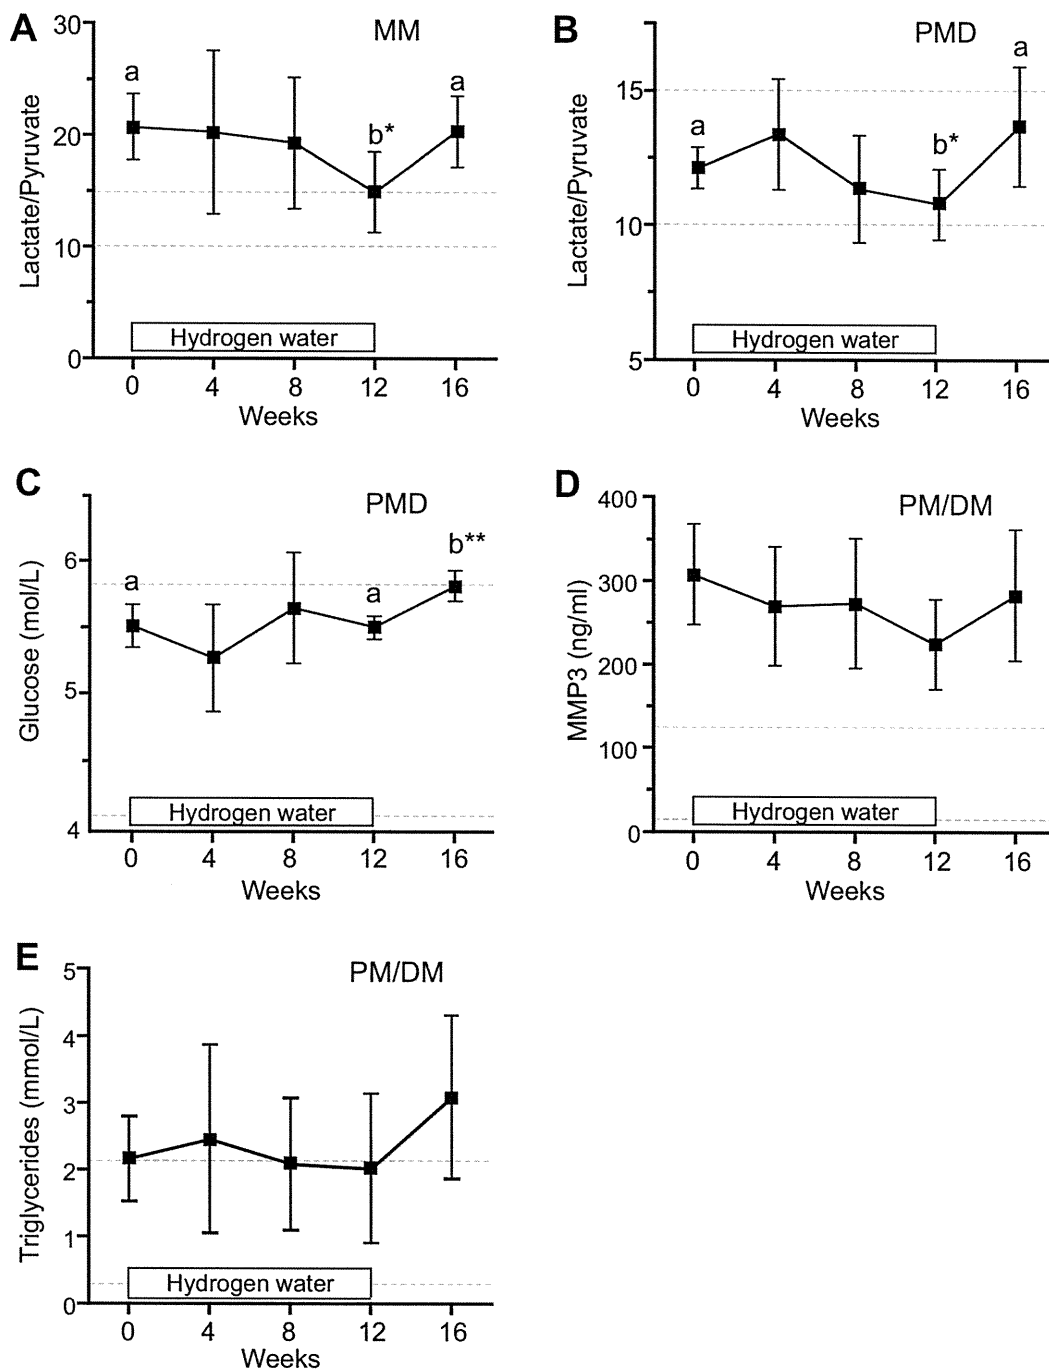 A
MM
Lactate/Pyruvate
30
20
10
0
a
b*
a
Hydrogen water
0 4 8 12 16
Weeks
B
PMD
Lactate/Pyruvate
15
10
5
a
b*
a
Hydrogen water
0 4 8 12 16
Weeks
C
PMD
Glucose (mol/L)
6
5
4
a
a
b**
Hydrogen water
0 4 8 12 16
Weeks
D
PM/DM
MMP3 (ng/ml)
400
300
200
100
0
Hydrogen water
0 4 8 12 16
Weeks
E
PM/DM
Triglycerides (mmol/L)
5
4
3
2
1
0
Hydrogen water
0 4 8 12 16
Weeks